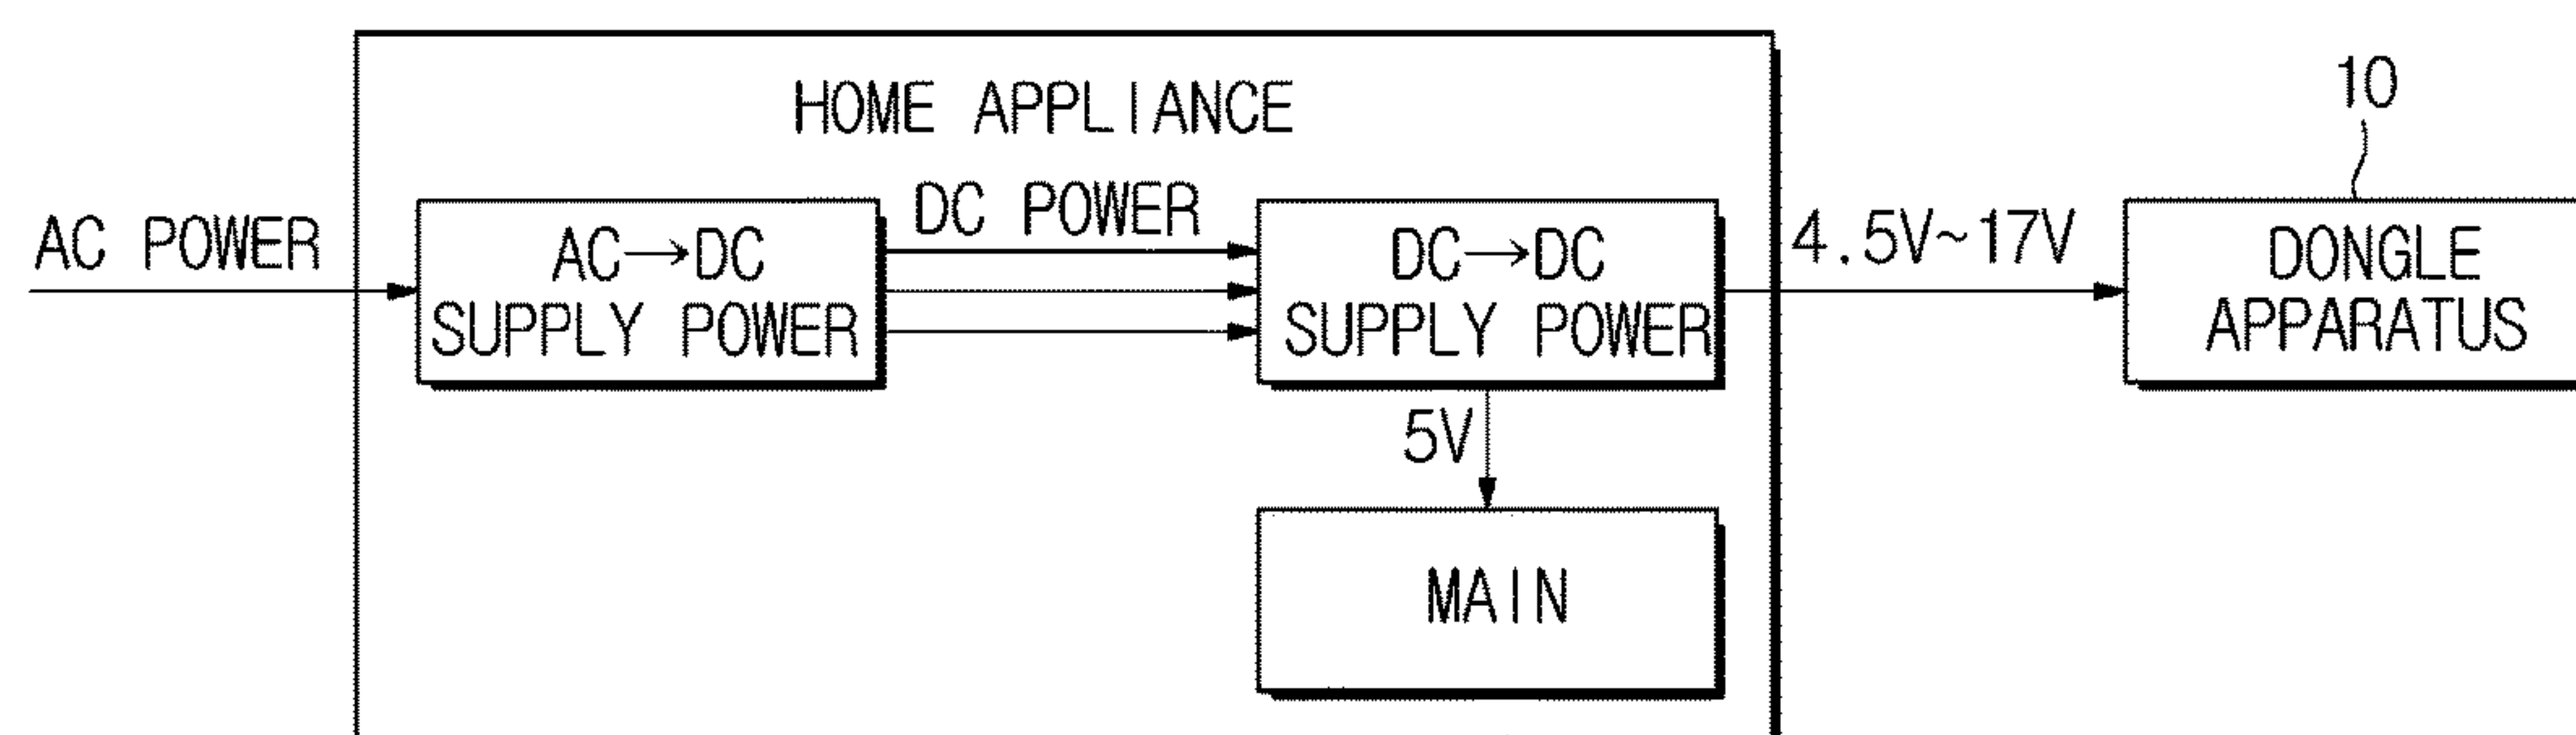 HOME APPLIANCE
10
AC POWER
AC→DC
SUPPLY POWER
DC POWER
DC→DC
SUPPLY POWER
4.5V~17V
DONGLE
APPARATUS
5V
MAIN